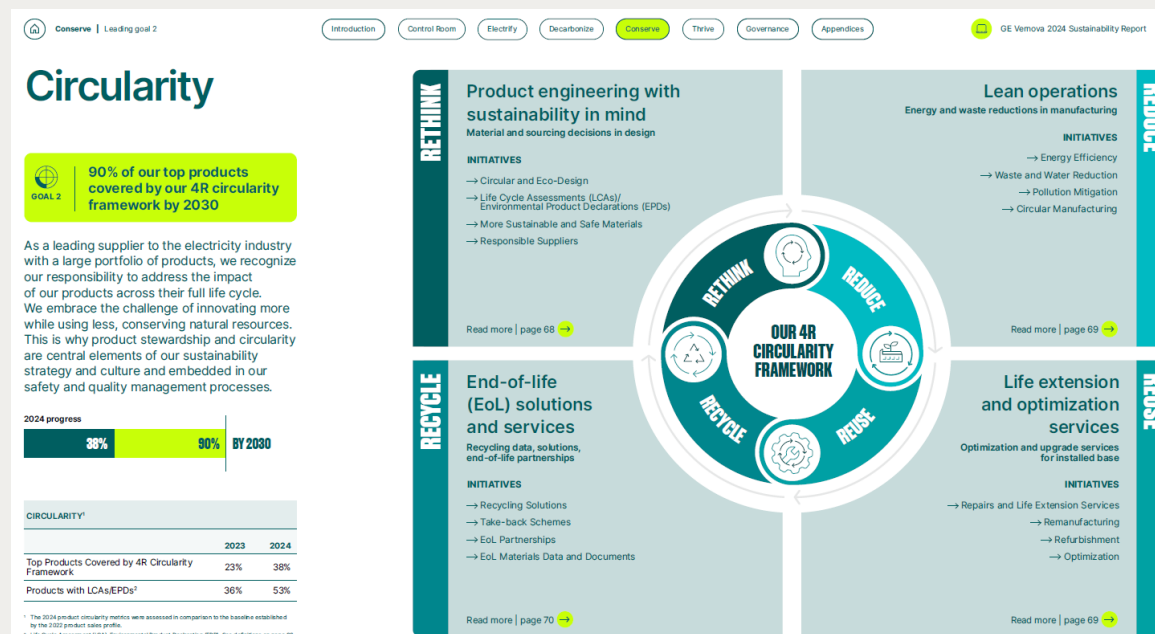 Conserve | Leading goal 2
Introduction
Control Room
Electrify
Decarbonize
Conserve
Thrive
Governance
Appendices
GE Vernova 2024 Sustainability Report
Circularity
GOAL 2
90% of our top products
covered by our 4R circularity
framework by 2030
As a leading supplier to the electricity industry
with a large portfolio of products, we recognize
our responsibility to address the impact
of our products across their full life cycle.
We embrace the challenge of innovating more
while using less, conserving natural resources.
This is why product stewardship and circularity
are central elements of our sustainability
strategy and culture and embedded in our
safety and quality management processes.
2024 progress
38%
90%
BY 2030
CIRCULARITY¹
2023 2024
Top Products Covered by 4R Circularity
Framework
23% 38%
Products with LCAs/EPDs² 36% 53%
¹ The 2024 product circularity metrics were assessed in comparison to the baseline established
by the 2022 product sales profile.
RETHINK
Product engineering with
sustainability in mind
Material and sourcing decisions in design
INITIATIVES
→ Circular and Eco-Design
→ Life Cycle Assessments (LCAs)/
Environmental Product Declarations (EPDs)
→ More Sustainable and Safe Materials
→ Responsible Suppliers
Read more | page 68 →
REDUCE
Lean operations
Energy and waste reductions in manufacturing
INITIATIVES
→ Energy Efficiency
→ Waste and Water Reduction
→ Pollution Mitigation
→ Circular Manufacturing
Read more | page 69 →
RETHINK
REDUCE
OUR 4R
CIRCULARITY
FRAMEWORK
RECYCLE
REUSE
RECYCLE
End-of-life
(EoL) solutions
and services
Recycling data, solutions,
end-of-life partnerships
INITIATIVES
→ Recycling Solutions
→ Take-back Schemes
→ EoL Partnerships
→ EoL Materials Data and Documents
Read more | page 70 →
REUSE
Life extension
and optimization
services
Optimization and upgrade services
for installed base
INITIATIVES
→ Repairs and Life Extension Services
→ Remanufacturing
→ Refurbishment
→ Optimization
Read more | page 69 →